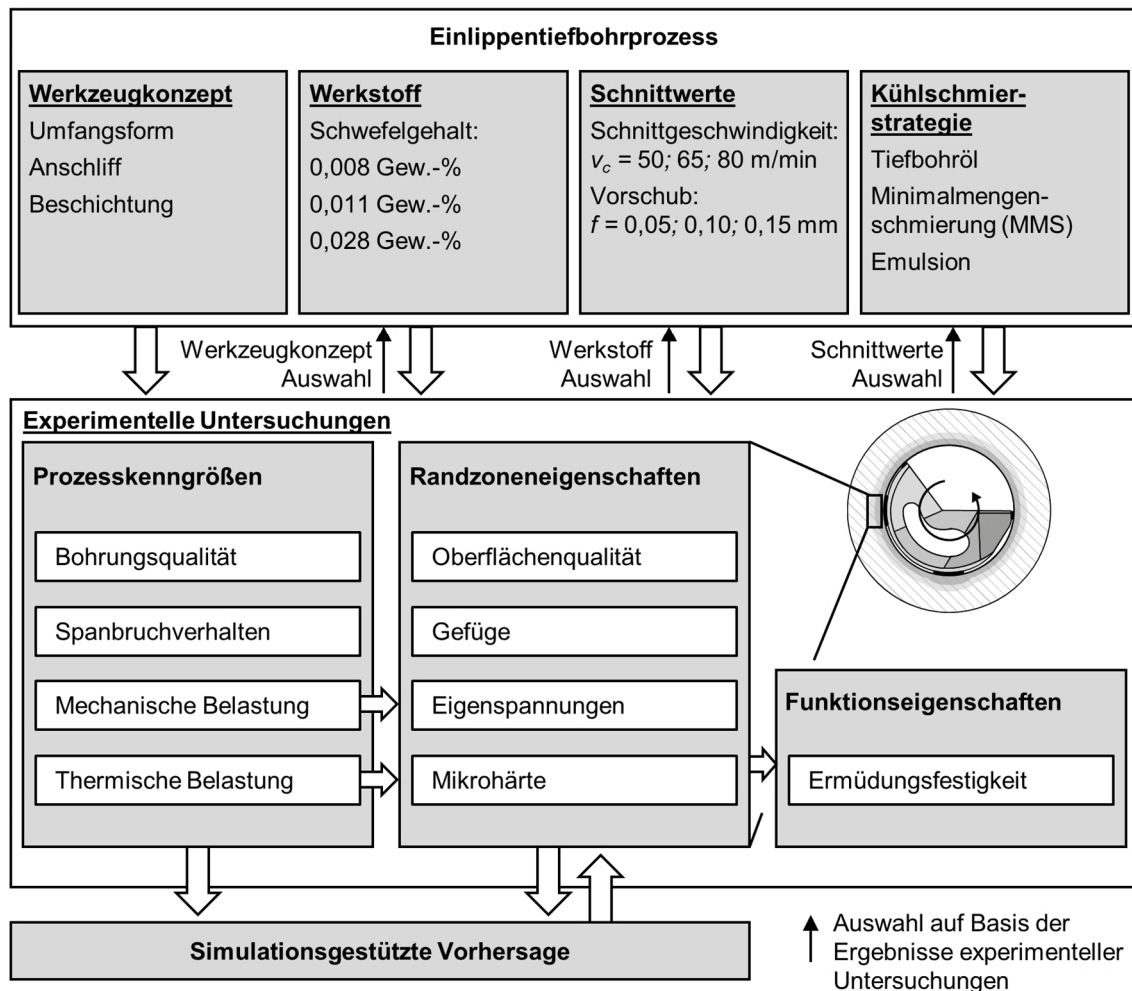 Einlippentiefbohrprozess
Werkzeugkonzept
Umfangsform
Anschliff
Beschichtung
Werkstoff
Schwefelgehalt:
0,008 Gew.-%
0,011 Gew.-%
0,028 Gew.-%
Schnittwerte
Schnittgeschwindigkeit:
v_c = 50; 65; 80 m/min
Vorschub:
f = 0,05; 0,10; 0,15 mm
Kühlschmier-
strategie
Tiefbohröl
Minimalmengen-
schmierung (MMS)
Emulsion
Werkzeugkonzept
Auswahl
Werkstoff
Auswahl
Schnittwerte
Auswahl
Experimentelle Untersuchungen
Prozesskenngrößen
Bohrungsqualität
Spanbruchverhalten
Mechanische Belastung
Thermische Belastung
Randzoneneigenschaften
Oberflächenqualität
Gefüge
Eigenspannungen
Mikrohärte
Funktionseigenschaften
Ermüdungsfestigkeit
Simulationsgestützte Vorhersage
Auswahl auf Basis der
Ergebnisse experimenteller
Untersuchungen